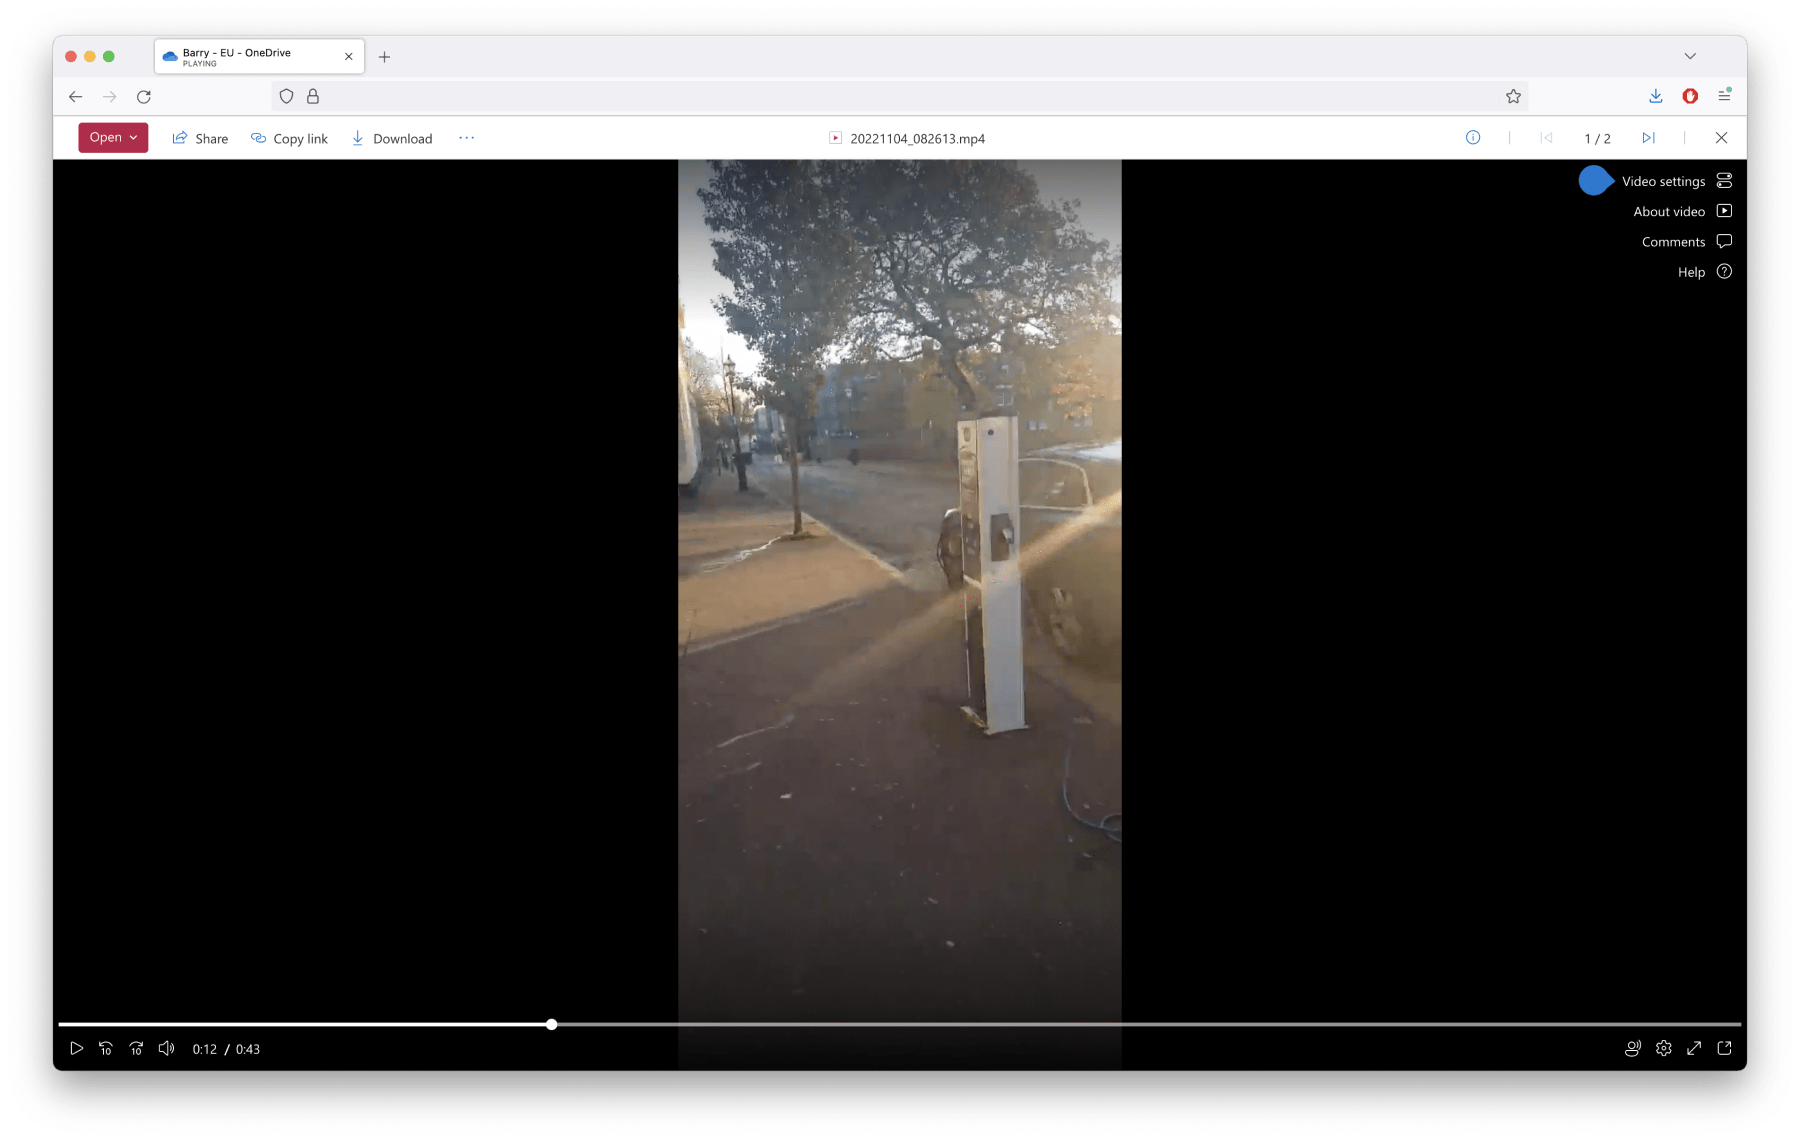 Barry - EU - OneDrive
PLAYING
Open
Share
Copy link
Download
20221104_082613.mp4
1 / 2
Video settings
About video
Comments
Help
10
10
0:12 / 0:43